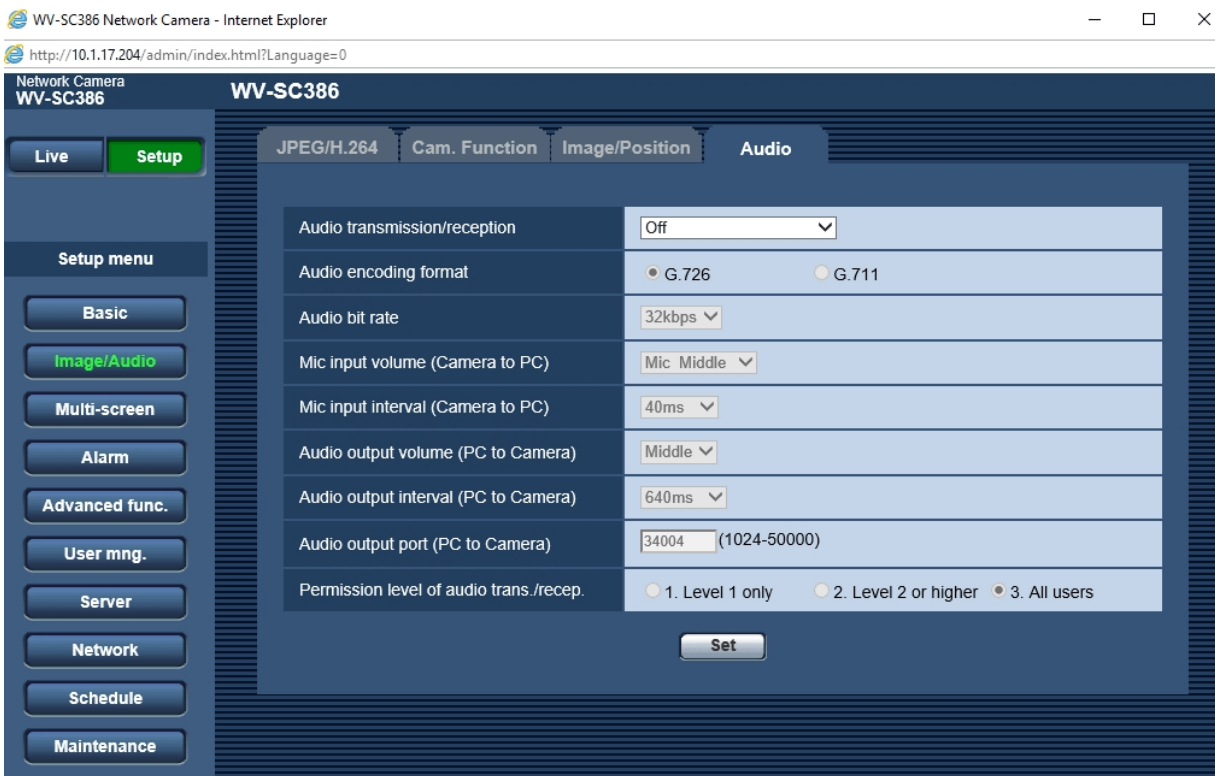 WV-SC386 Network Camera - Internet Explorer
http://10.1.17.204/admin/index.html?Language=0
Network Camera
WV-SC386
WV-SC386
Live
Setup
JPEG/H.264
Cam. Function
Image/Position
Audio
Setup menu
Basic
Image/Audio
Multi-screen
Alarm
Advanced func.
User mng.
Server
Network
Schedule
Maintenance
Audio transmission/reception Off
Audio encoding format G.726 G.711
Audio bit rate 32kbps
Mic input volume (Camera to PC) Mic Middle
Mic input interval (Camera to PC) 40ms
Audio output volume (PC to Camera) Middle
Audio output interval (PC to Camera) 640ms
Audio output port (PC to Camera) 34004 (1024-50000)
Permission level of audio trans./recep. 1. Level 1 only 2. Level 2 or higher 3. All users
Set